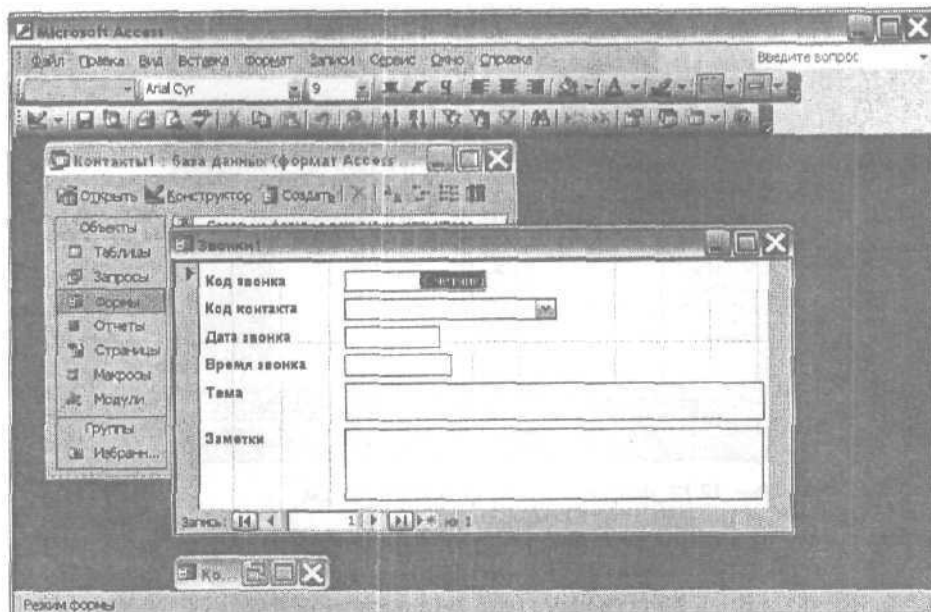 Microsoft Access
Файл Правка Вид Вставка Формат Записи Сервис Окно Справка
Введите вопрос
Arial Cyr 9 Ж К Ч
Контакты1 : база данных (формат Access
Открыть Конструктор Создать
Объекты
Таблицы
Запросы
Формы
Отчеты
Страницы
Макросы
Модули
Группы
Избранн...
Звонки1
Код звонка
Код контакта
Дата звонка
Время звонка
Тема
Заметки
Запись: 1 из 1
Ко...
Режим формы